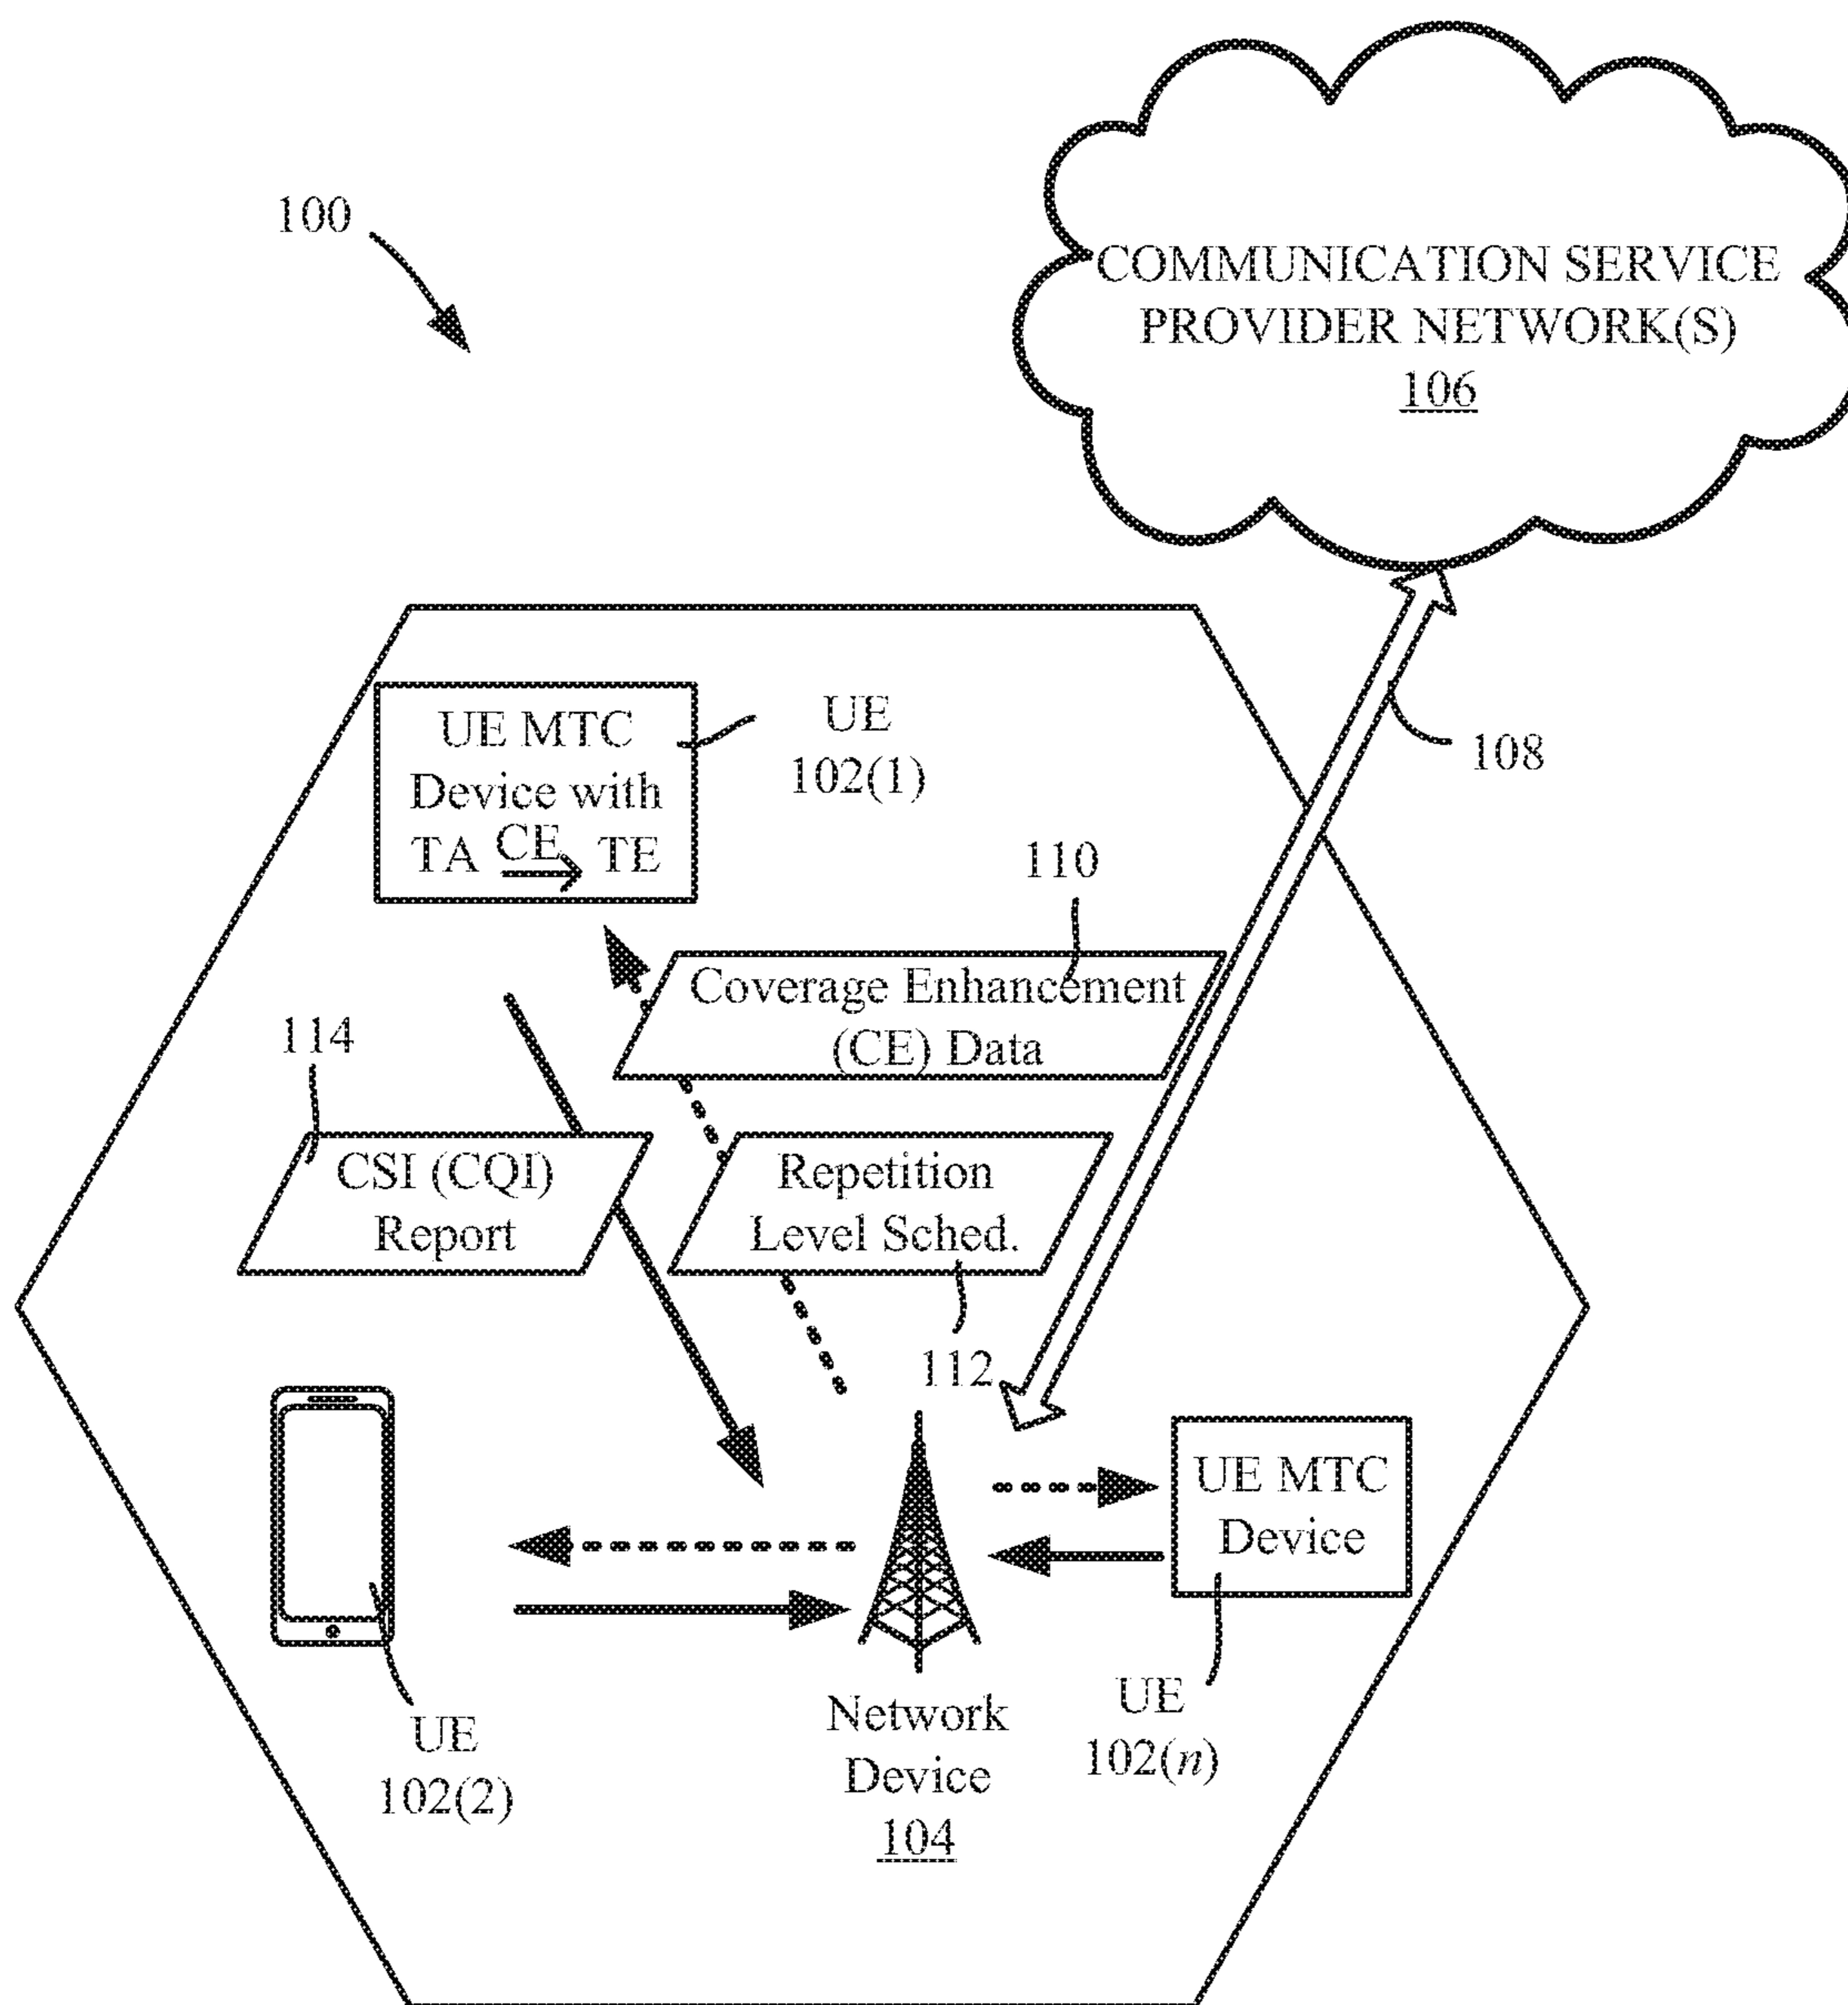 100
COMMUNICATION SERVICE
PROVIDER NETWORK(S)
106
UE MTC
Device with
TA CE TE
UE
102(1)
108
110
Coverage Enhancement
(CE) Data
114
CSI (CQI)
Report
Repetition
Level Sched.
112
UE MTC
Device
UE
102(2)
Network
Device
104
UE
102(n)